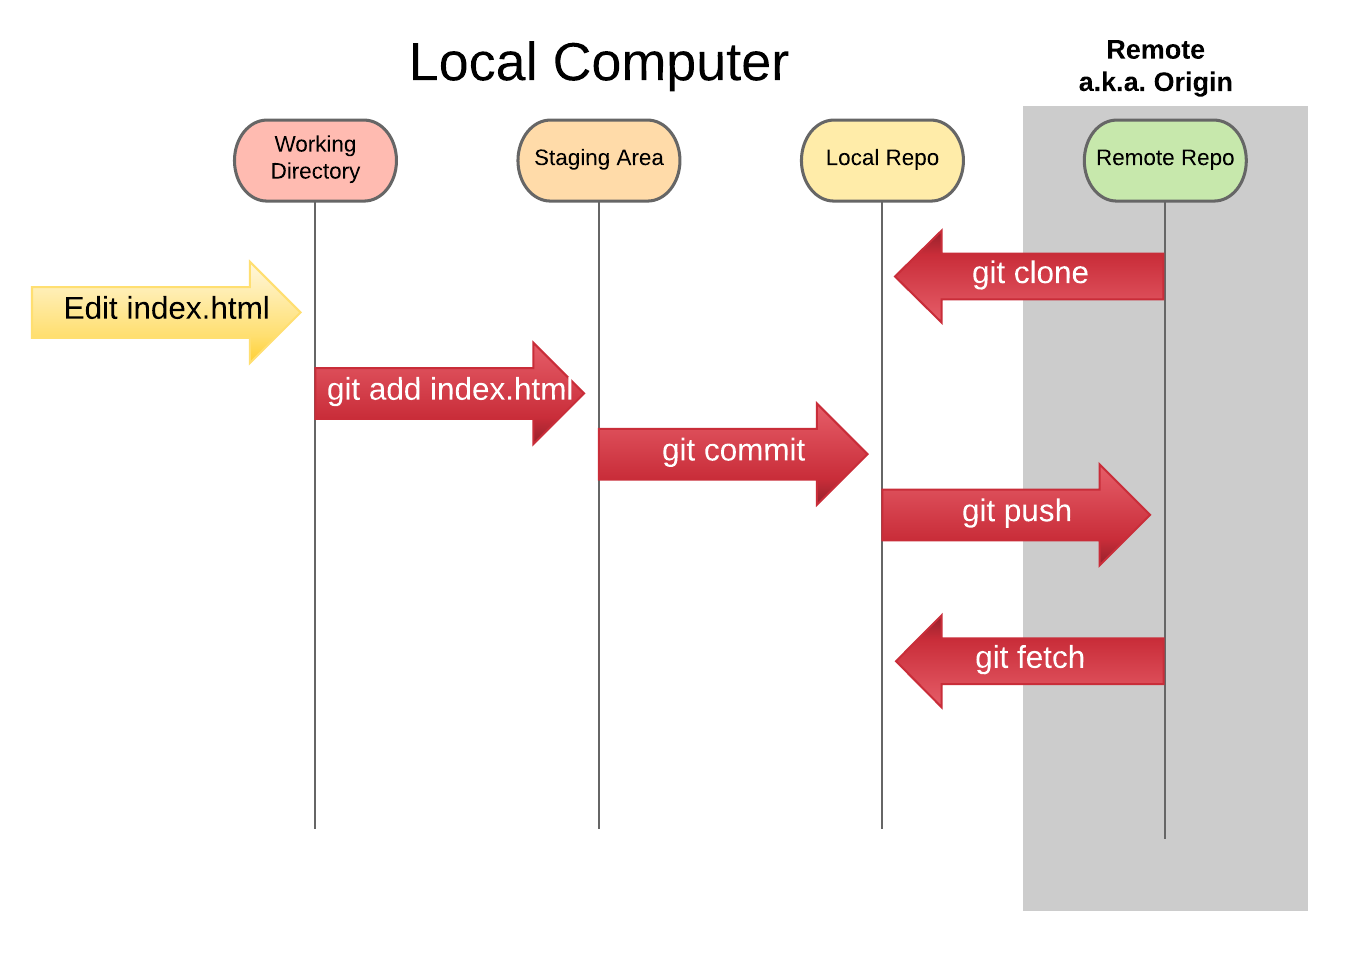 Local Computer
Remote
a.k.a. Origin
Working
Directory
Staging Area
Local Repo
Remote Repo
git clone
Edit index.html
git add index.html
git commit
git push
git fetch